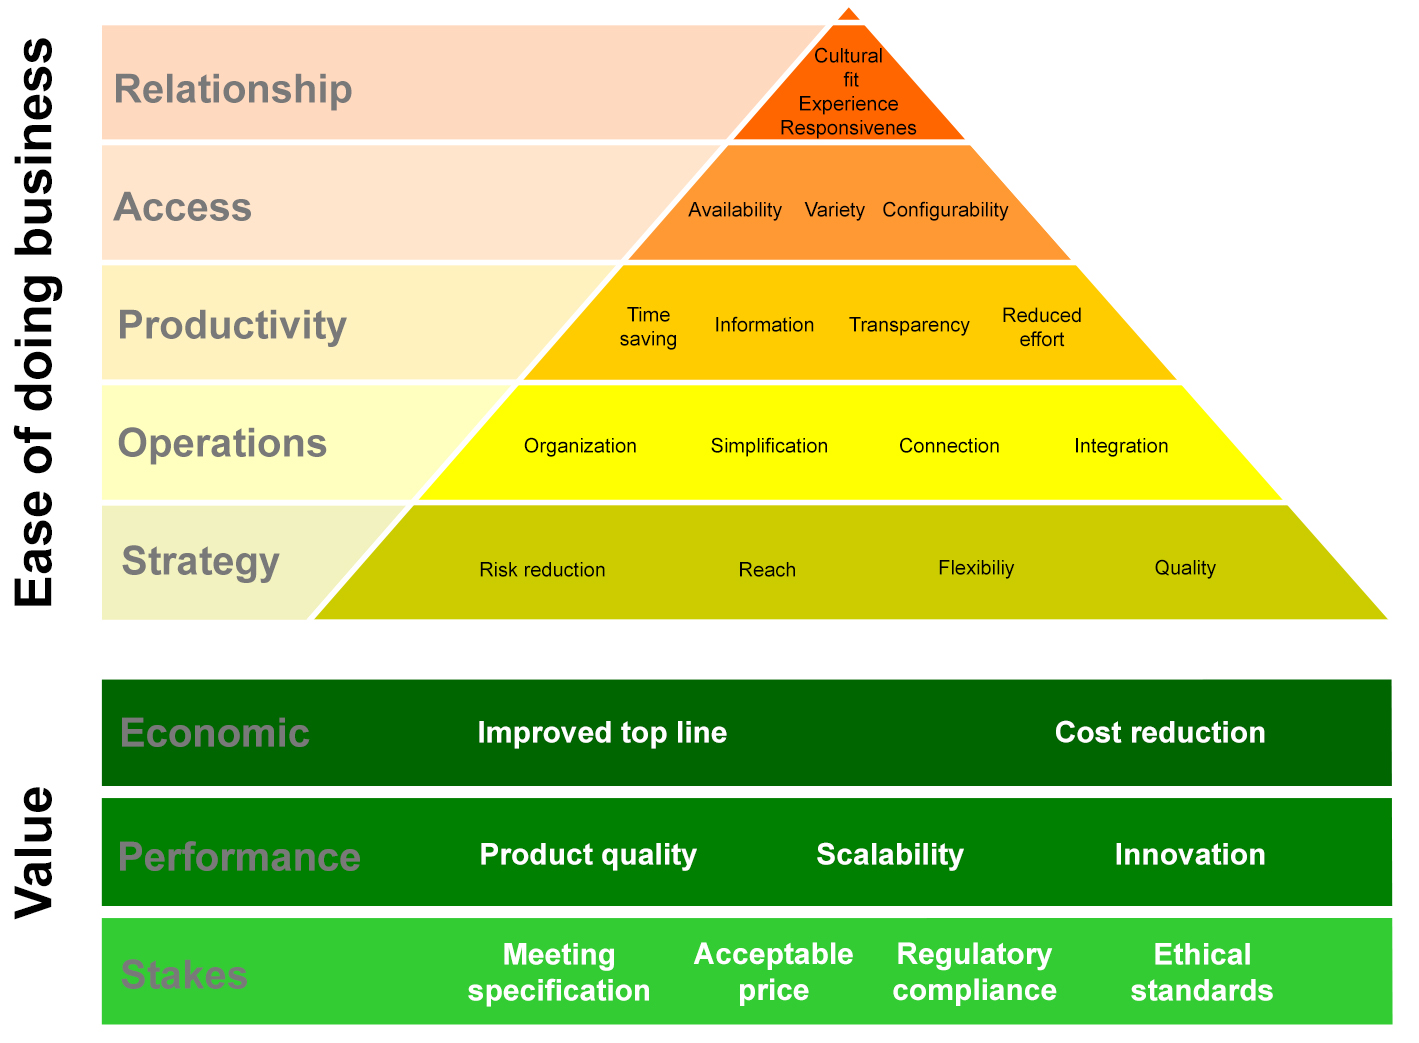 Ease of doing business
Relationship
Cultural
fit
Experience
Responsivenes
Access
Availability Variety Configurability
Productivity
Time
saving
Information
Transparency
Reduced
effort
Operations
Organization Simplification Connection Integration
Strategy
Risk reduction Reach Flexibiliy Quality
Value
Economic
Improved top line Cost reduction
Performance
Product quality Scalability Innovation
Stakes
Meeting
specification
Acceptable
price
Regulatory
compliance
Ethical
standards